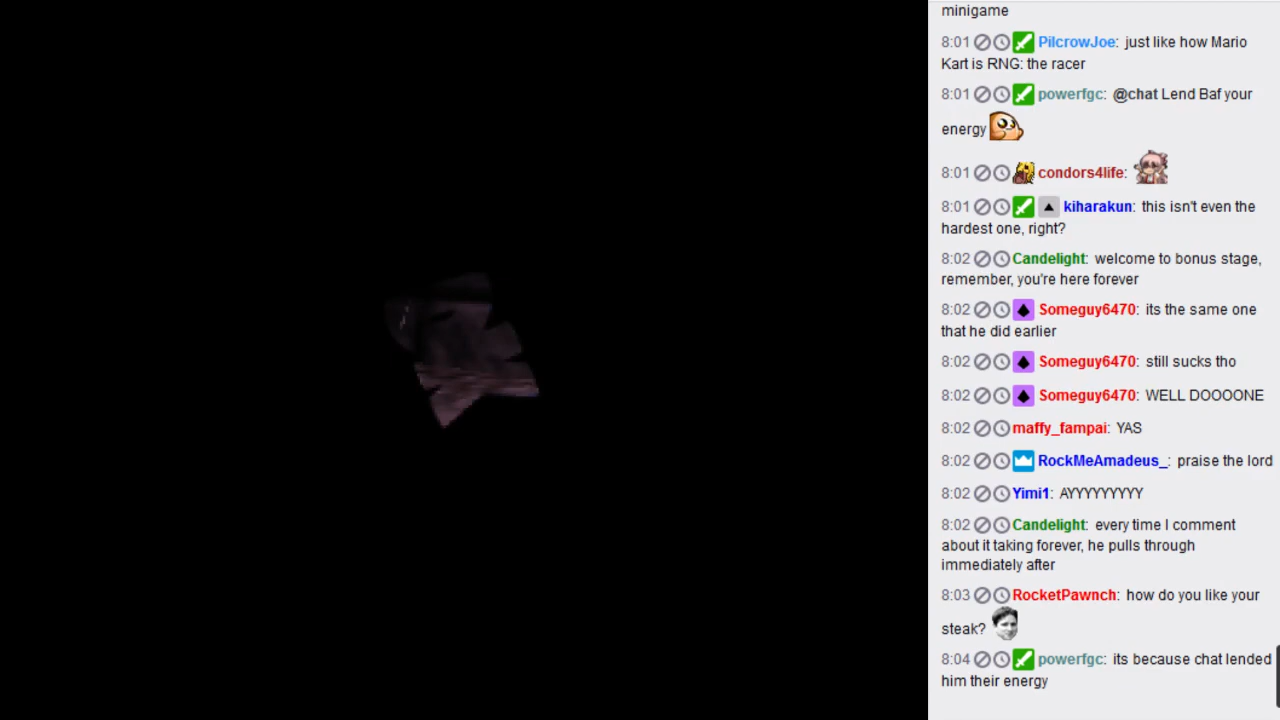 minigame
8:01 PilcrowJoe: just like how Mario
Kart is RNG: the racer
8:01 powerfgc: @chat Lend Baf your
energy
8:01 condors4life:
8:01 kiharakun: this isn't even the
hardest one, right?
8:02 Candelight: welcome to bonus stage,
remember, you're here forever
8:02 Someguy6470: its the same one
that he did earlier
8:02 Someguy6470: still sucks tho
8:02 Someguy6470: WELL DOOOONE
8:02 maffy_fampai: YAS
8:02 RockMeAmadeus_: praise the lord
8:02 Yimi1: AYYYYYYYYY
8:02 Candelight: every time I comment
about it taking forever, he pulls through
immediately after
8:03 RocketPawnch: how do you like your
steak?
8:04 powerfgc: its because chat lended
him their energy